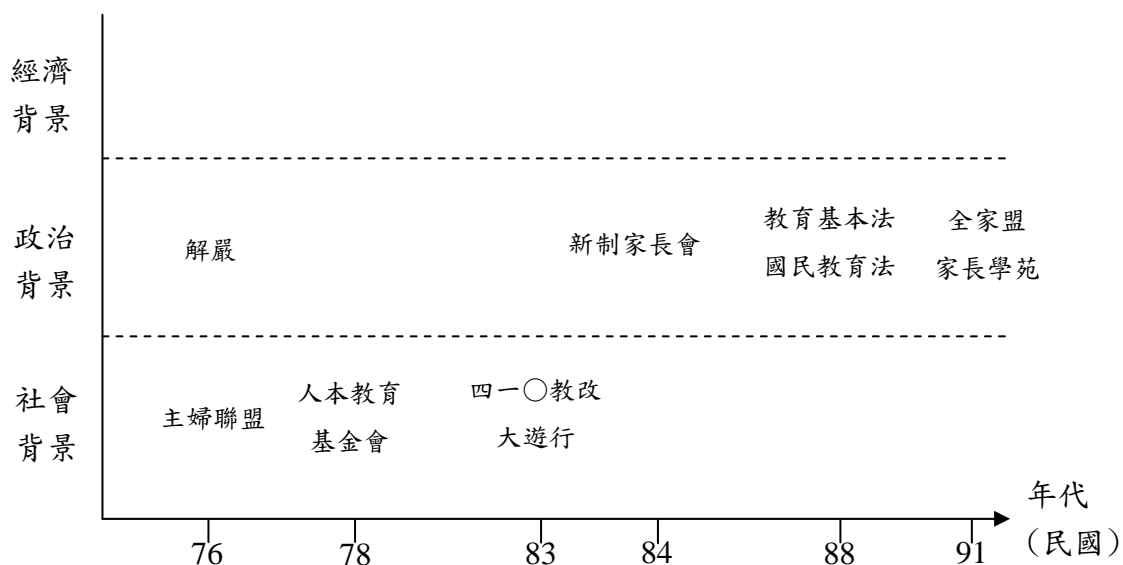 經濟
背景
政治
背景
解嚴
新制家長會
教育基本法
國民教育法
全家盟
家長學苑
社會
背景
主婦聯盟
人本教育
基金會
四一○教改
大遊行
76
78
83
84
88
91
年代
(民國)